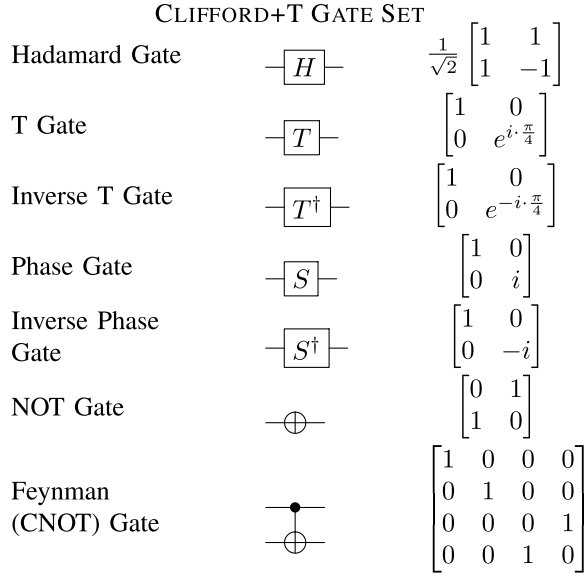 CLIFFORD+T GATE SET
Hadamard Gate H 1/√2 [1 1
1 −1]
T Gate T [1 0
0 e^{i·π/4}]
Inverse T Gate T† [1 0
0 e^{−i·π/4}]
Phase Gate S [1 0
0 i]
Inverse Phase
Gate S† [1 0
0 −i]
NOT Gate [0 1
1 0]
Feynman
(CNOT) Gate [1 0 0 0
0 1 0 0
0 0 0 1
0 0 1 0]